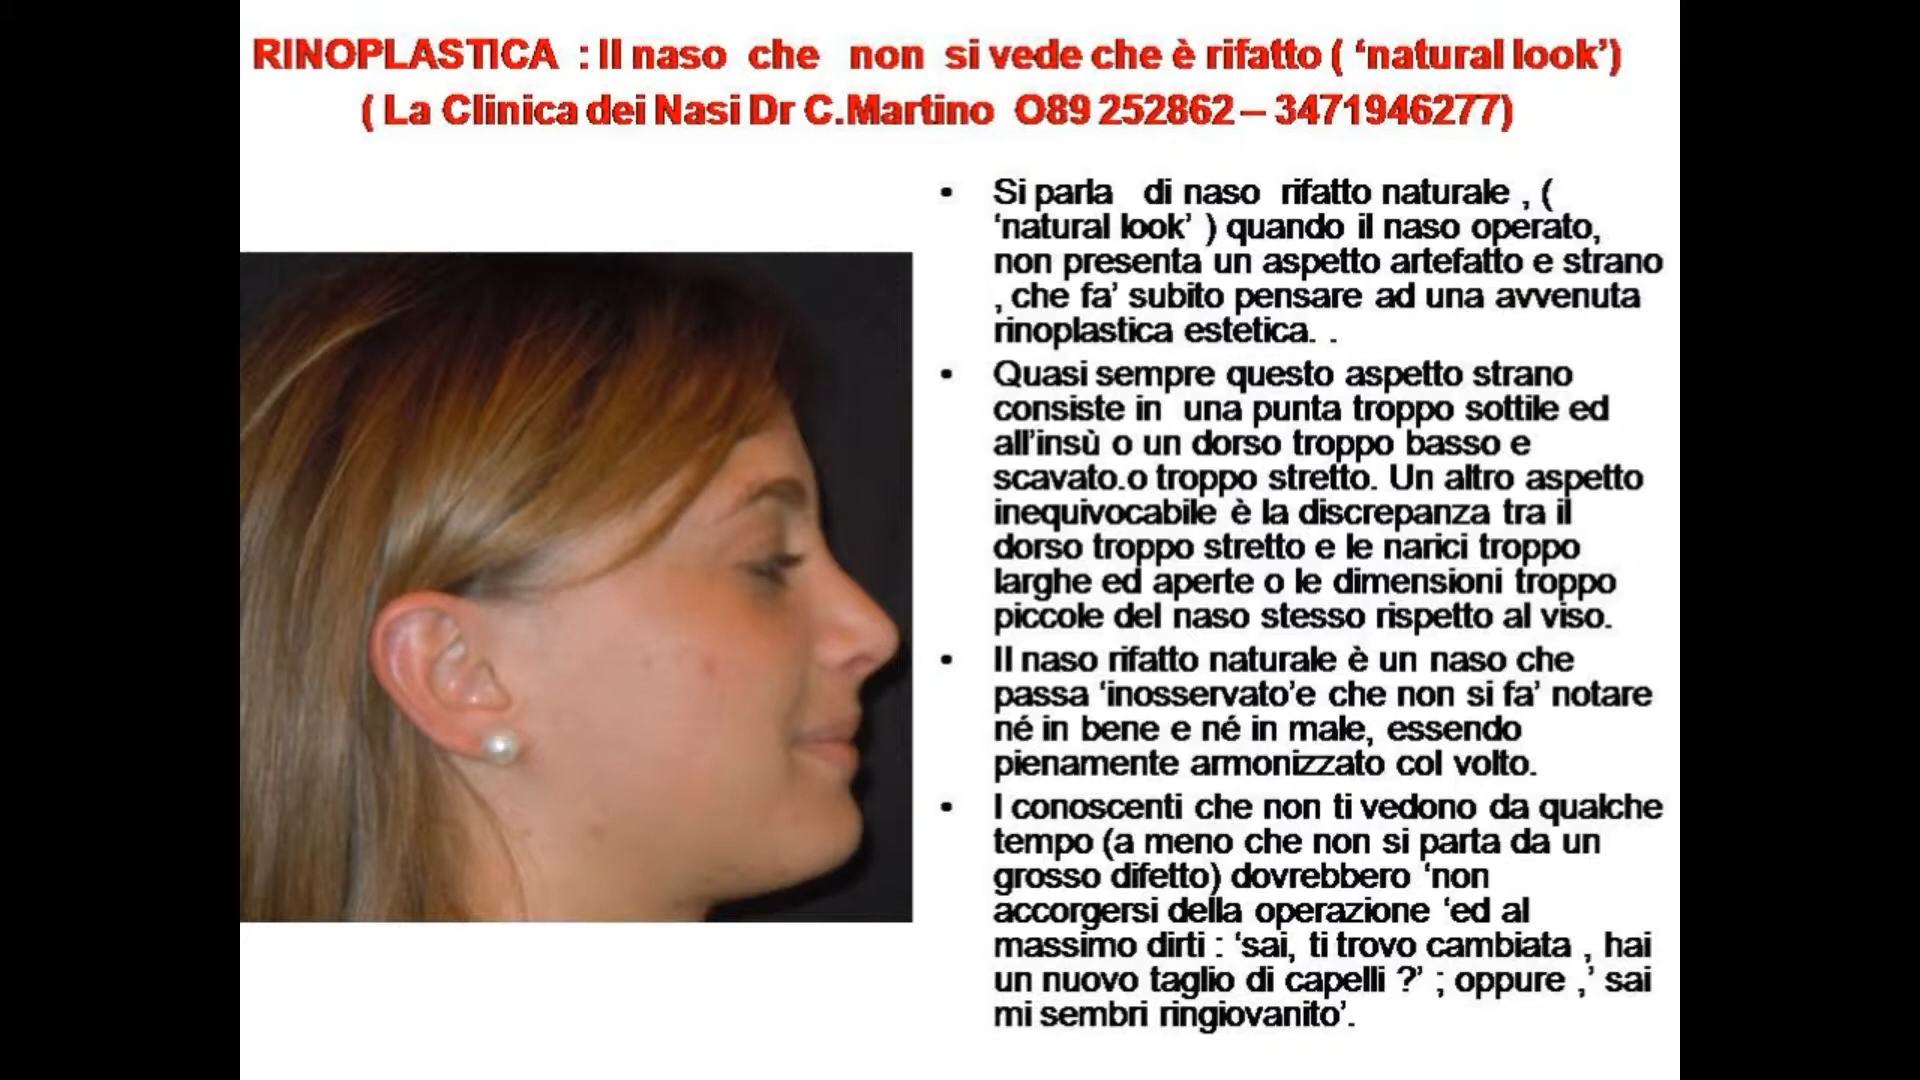 RINOPLASTICA : Il naso che non si vede che è rifatto ( ‘natural look’)
( La Clinica dei Nasi Dr C.Martino O89 252862 – 3471946277)
• Si parla di naso rifatto naturale , (
‘natural look’ ) quando il naso operato,
non presenta un aspetto artefatto e strano
, che fa’ subito pensare ad una avvenuta
rinoplastica estetica. .
• Quasi sempre questo aspetto strano
consiste in una punta troppo sottile ed
all’insù o un dorso troppo basso e
scavato.o troppo stretto. Un altro aspetto
inequivocabile è la discrepanza tra il
dorso troppo stretto e le narici troppo
larghe ed aperte o le dimensioni troppo
piccole del naso stesso rispetto al viso.
• Il naso rifatto naturale è un naso che
passa ‘inosservato’e che non si fa’ notare
né in bene e né in male, essendo
pienamente armonizzato col volto.
• I conoscenti che non ti vedono da qualche
tempo (a meno che non si parta da un
grosso difetto) dovrebbero ‘non
accorgersi della operazione ‘ed al
massimo dirti : ‘sai, ti trovo cambiata , hai
un nuovo taglio di capelli ?’ ; oppure ,’ sai
mi sembri ringiovanito’.